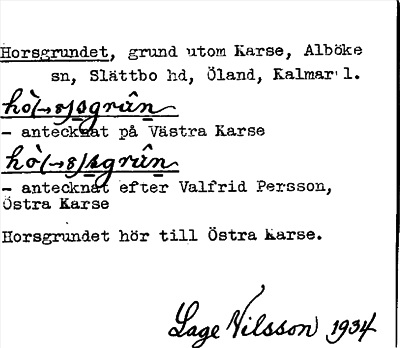 Horsgrundet, grund utom Karse, Alböke
sn, Slättbo hd, Öland, Kalmar l.
- antecknat på Västra Karse
- antecknat efter Valfrid Persson,
Östra Karse
Horsgrundet hör till Östra Karse.
Lage Nilsson 1934